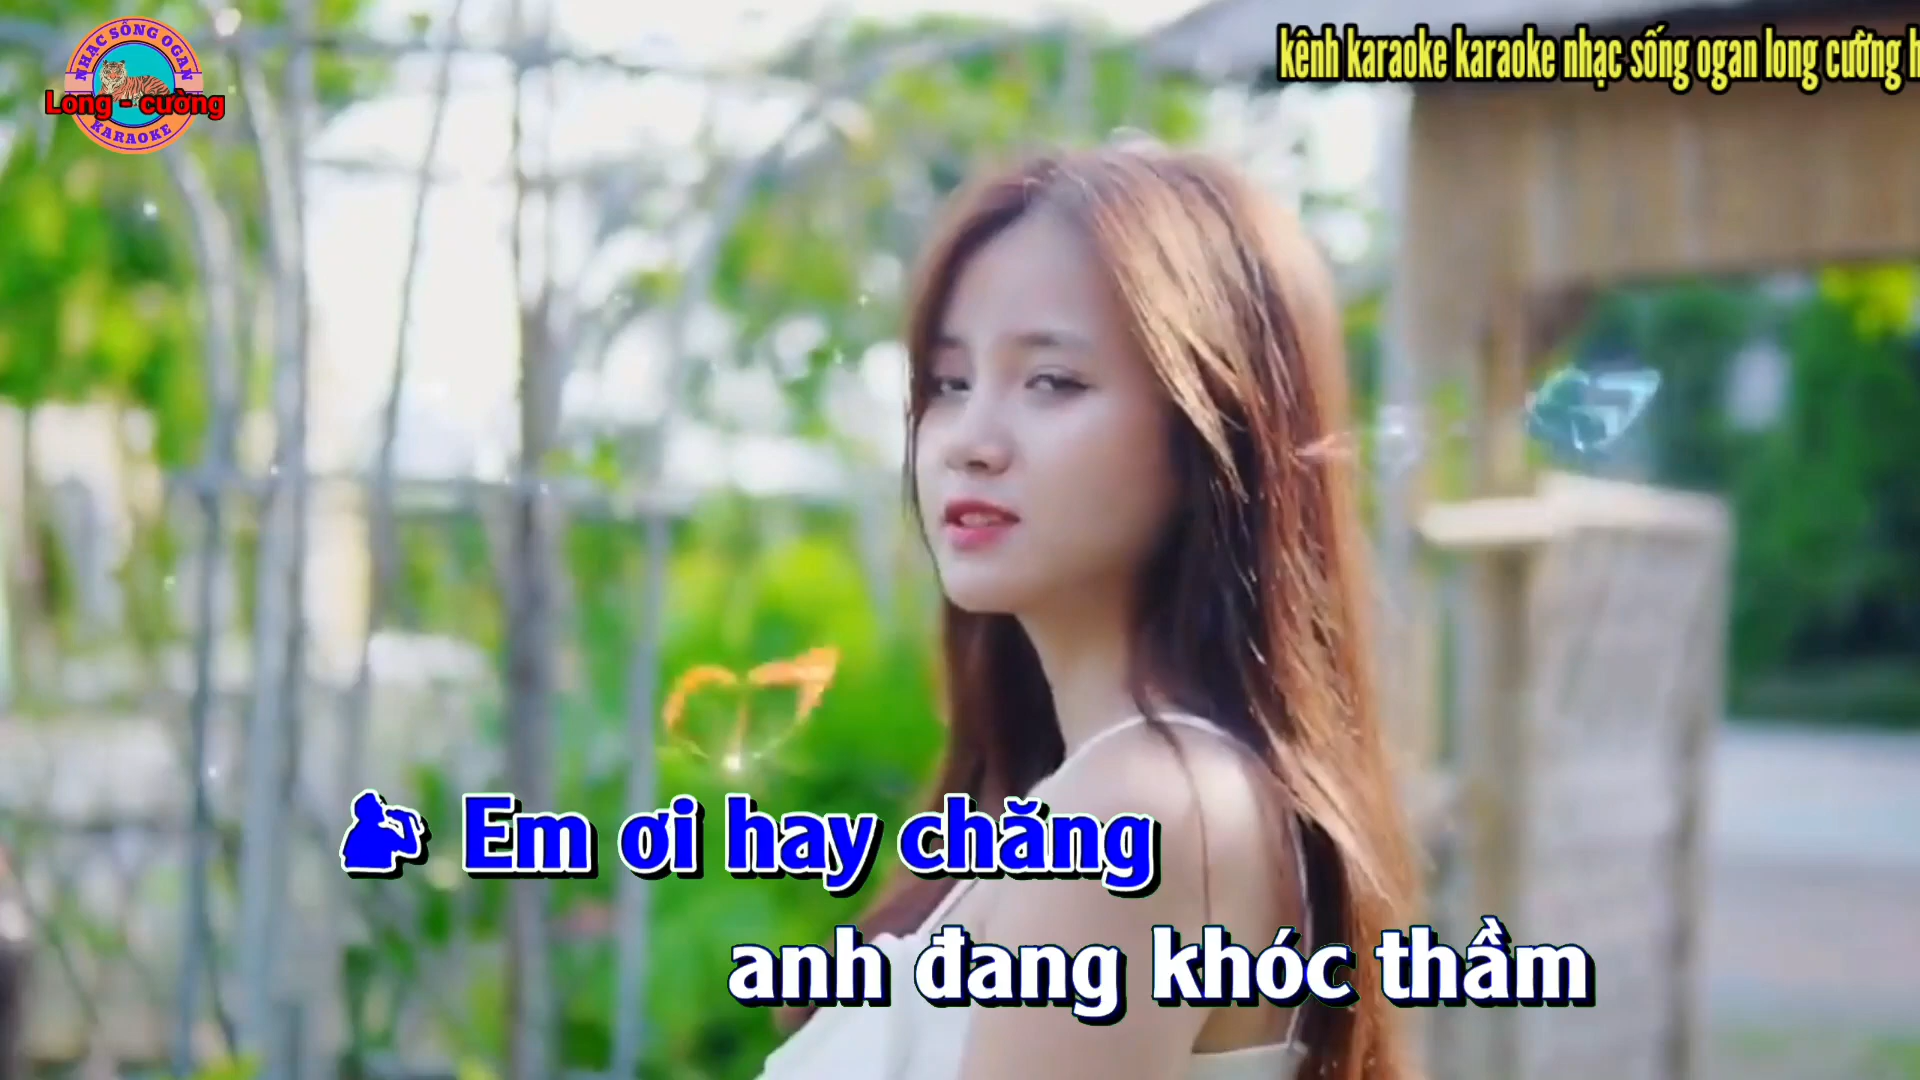 NHẠC SỐNG OGAN
Long - cường
KARAOKE
kênh karaoke karaoke nhạc sống ogan long cường
Em ơi hay chăng
anh đang khóc thầm